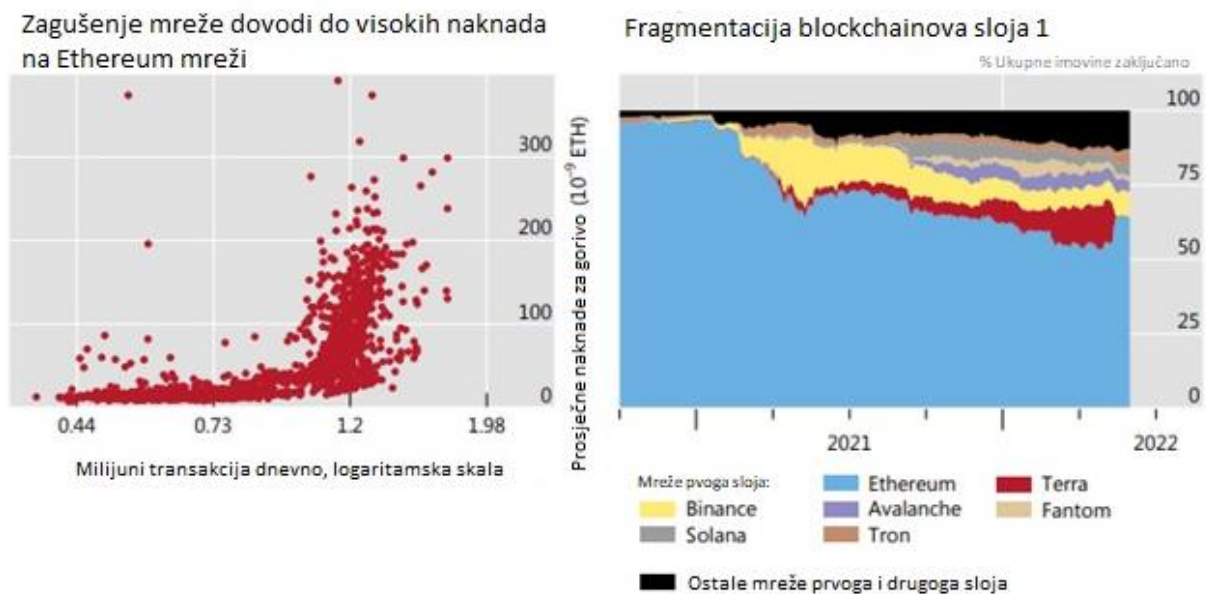 Zagušenje mreže dovodi do visokih naknada
na Ethereum mreži
300
200
100
0
0.44 0.73 1.2 1.98
Milijuni transakcija dnevno, logaritamska skala
Prosječne naknade za gorivo (10⁻⁹ ETH)
Fragmentacija blockchainova sloja 1
% Ukupne imovine zaključano
100
75
50
25
0
2021 2022
Mreže pvoga sloja:
Ethereum Terra
Binance Avalanche Fantom
Solana Tron
Ostale mreže prvoga i drugoga sloja